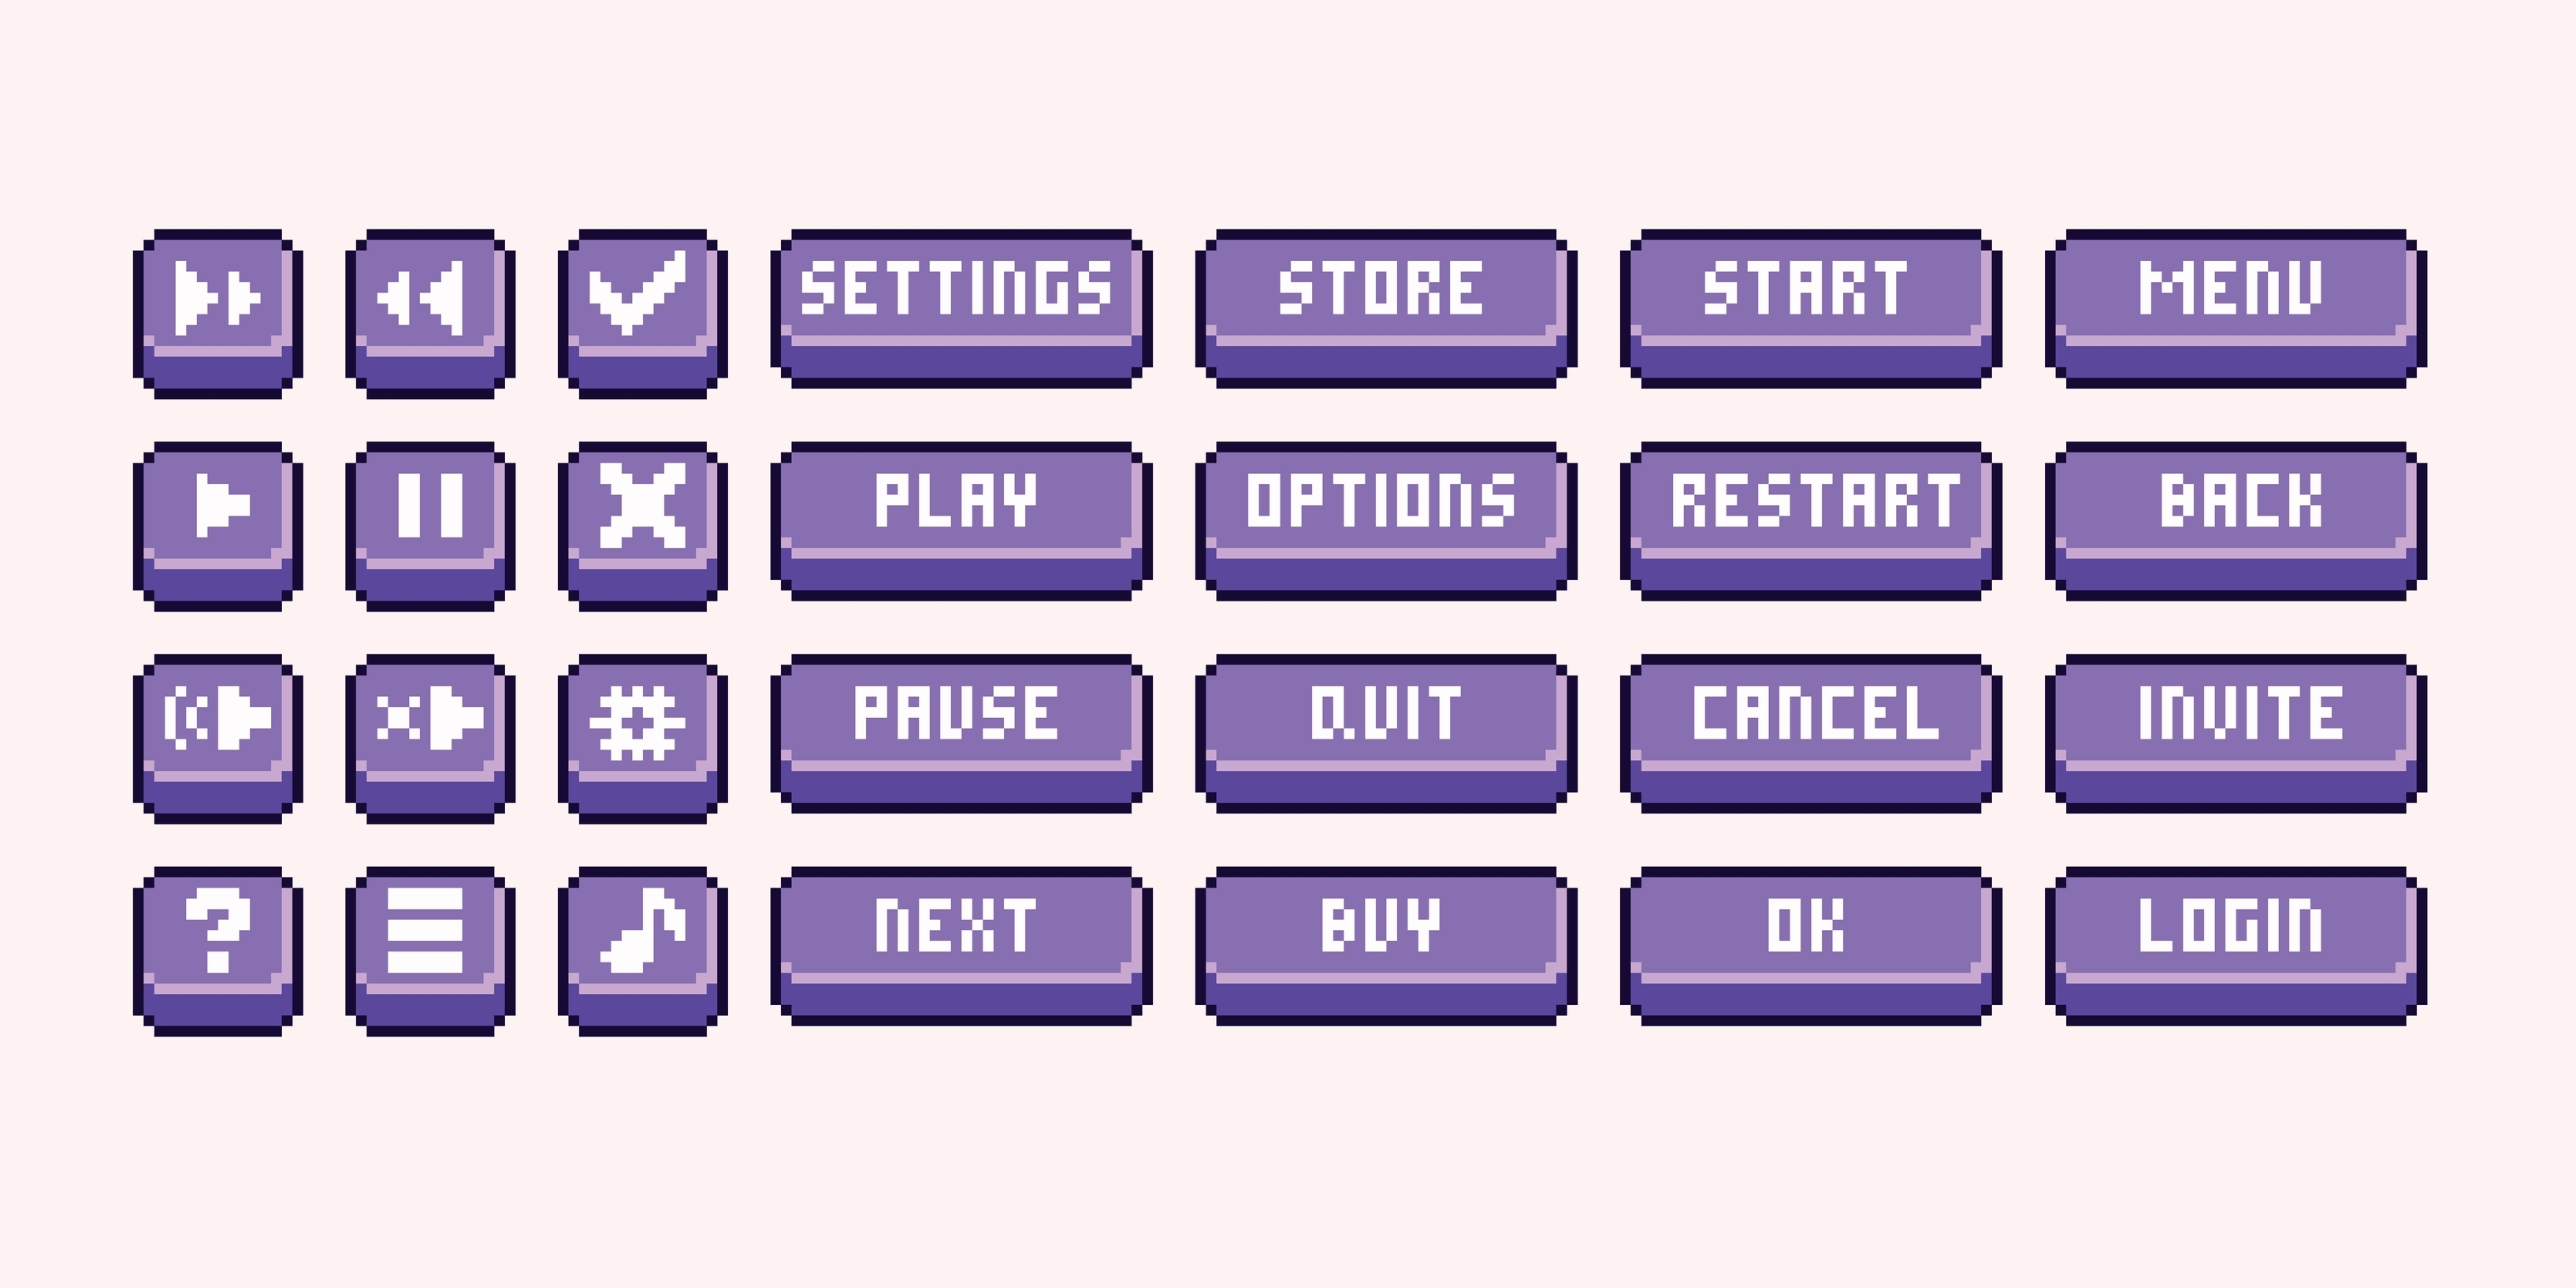 SETTINGS STORE START MENU
PLAY OPTIONS RESTART BACK
PAUSE QUIT CANCEL INVITE
? NEXT BUY OK LOGIN